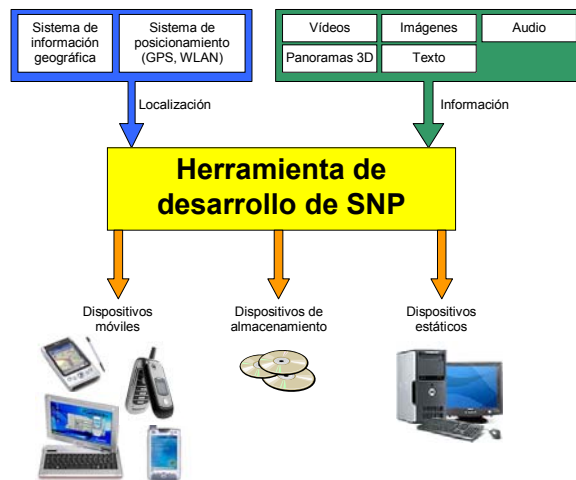 Sistema de
información
geográfica
Sistema de
posicionamiento
(GPS, WLAN)
Vídeos
Imágenes
Audio
Panoramas 3D
Texto
Localización
Información
Herramienta de
desarrollo de SNP
Dispositivos
móviles
Dispositivos de
almacenamiento
Dispositivos
estáticos